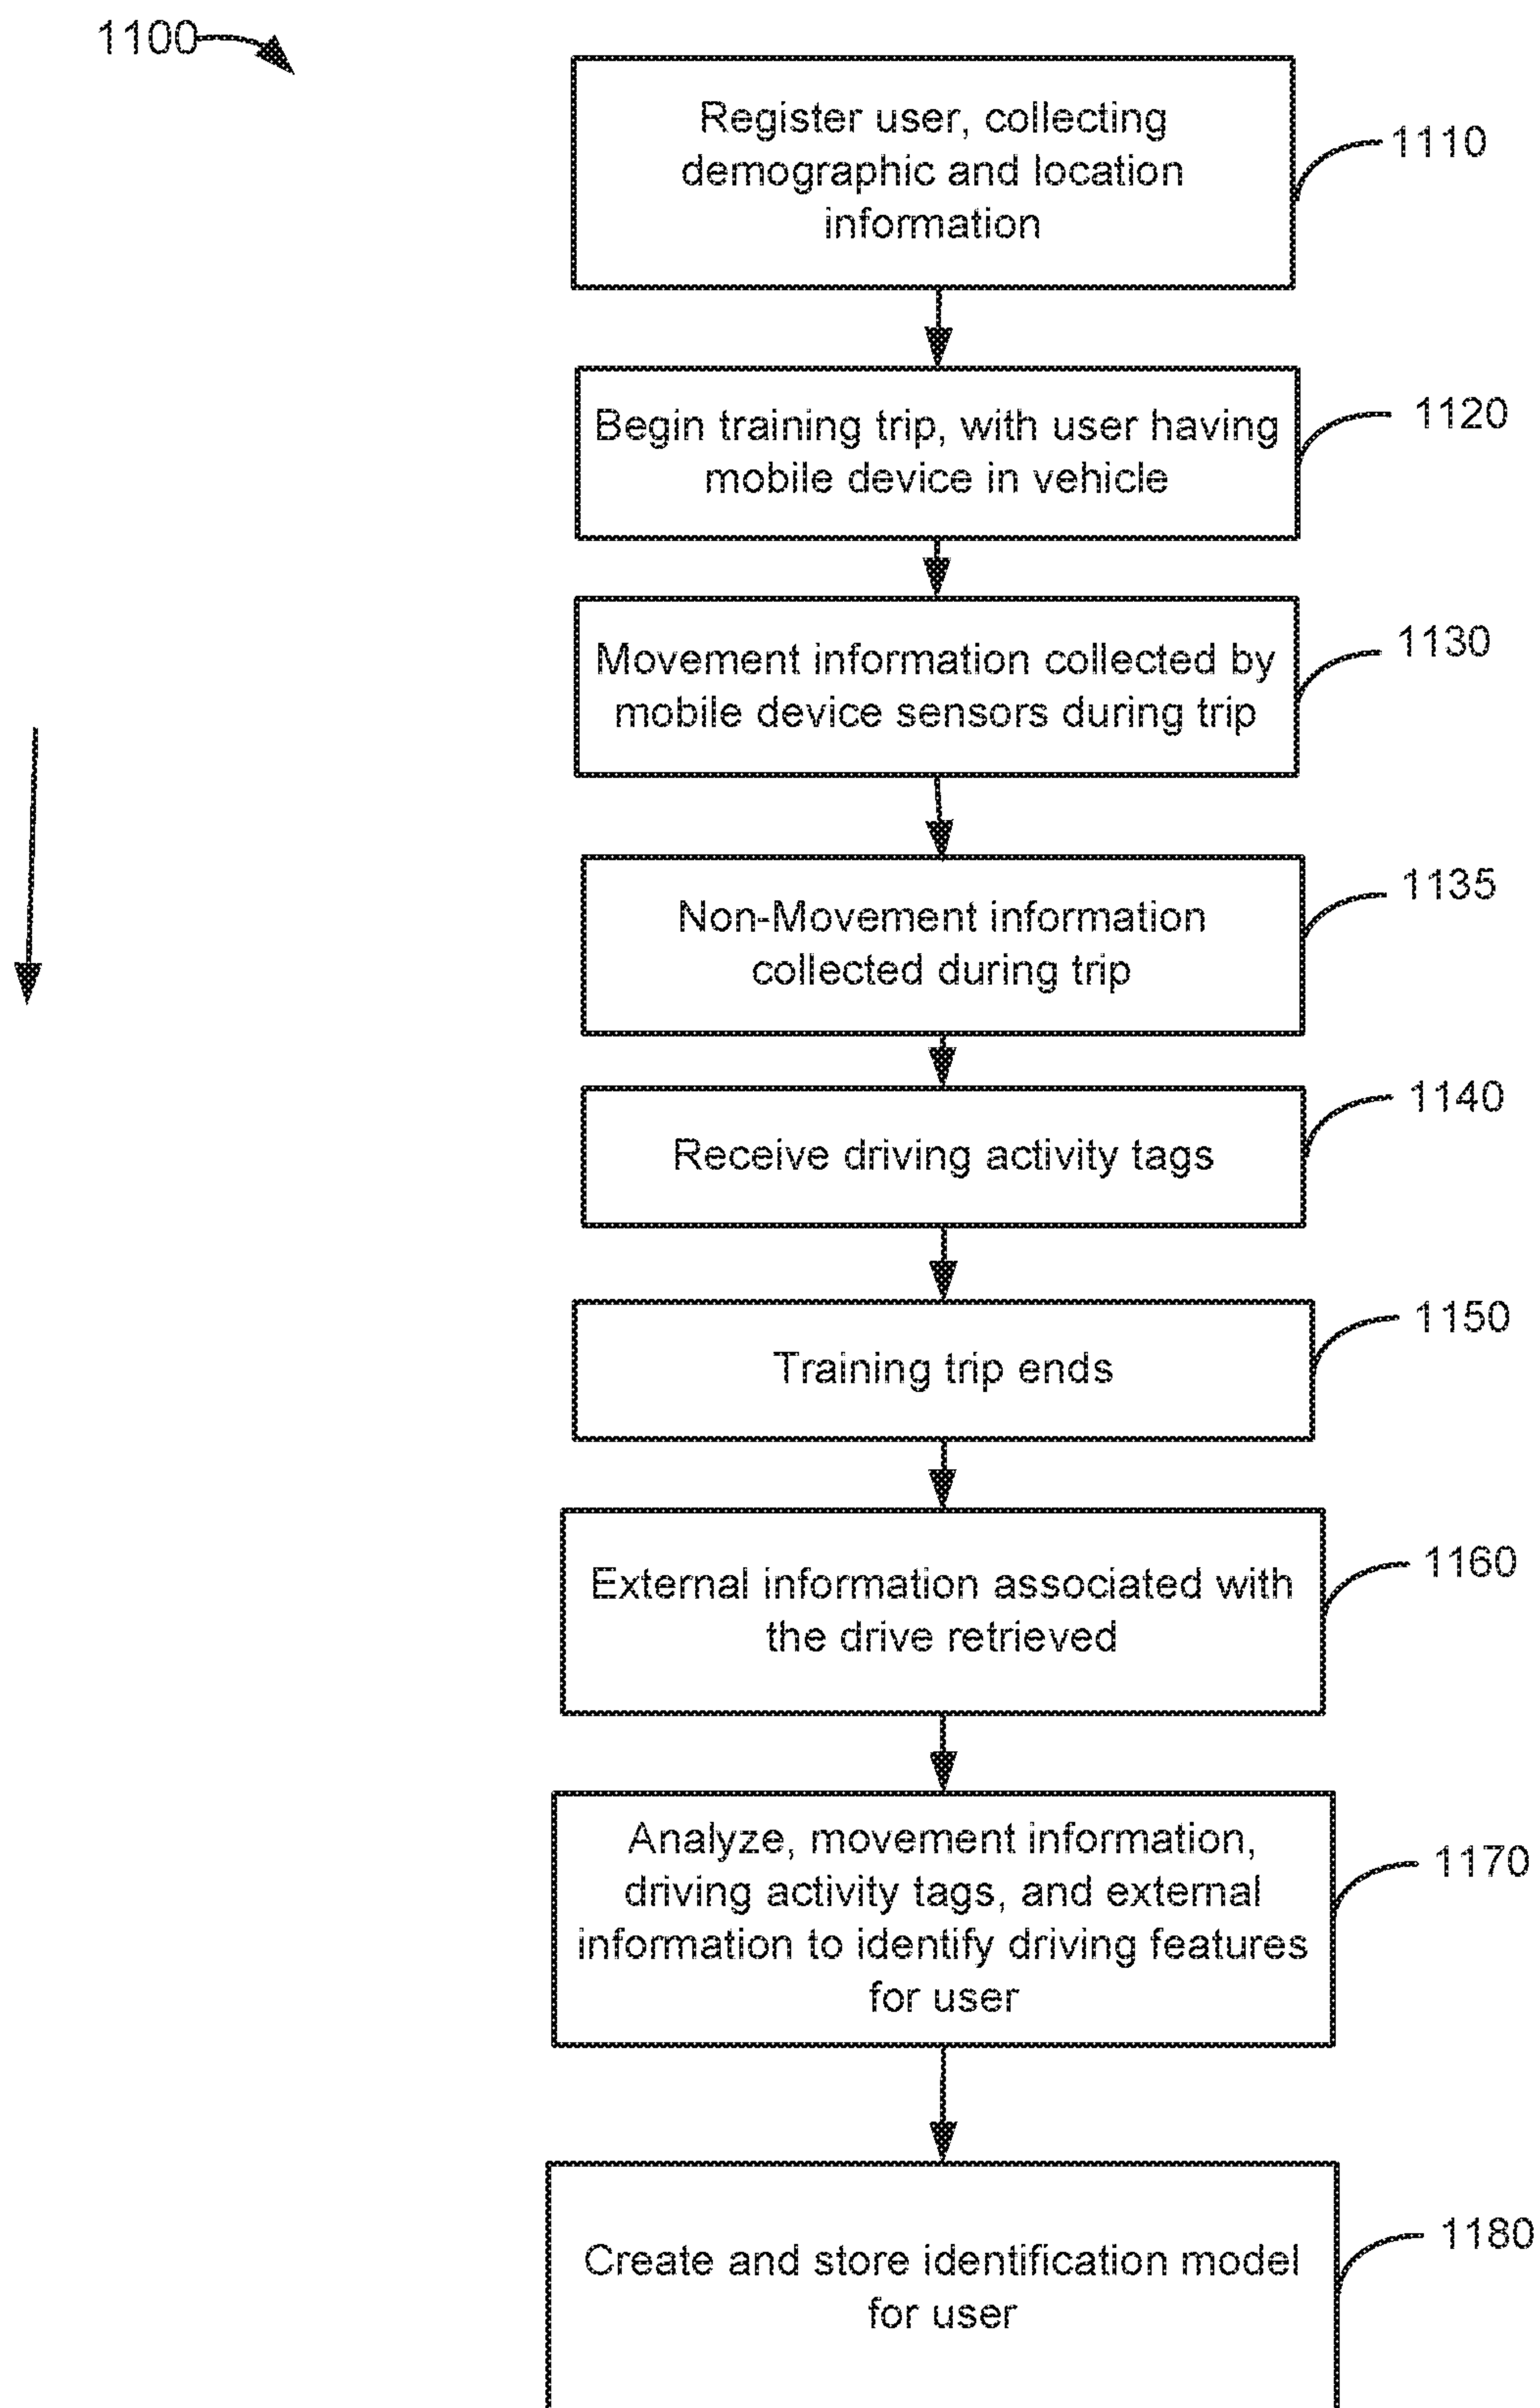 1100
Register user, collecting
demographic and location
information
1110
Begin training trip, with user having
mobile device in vehicle
1120
Movement information collected by
mobile device sensors during trip
1130
Non-Movement information
collected during trip
1135
Receive driving activity tags
1140
Training trip ends
1150
External information associated with
the drive retrieved
1160
Analyze, movement information,
driving activity tags, and external
information to identify driving features
for user
1170
Create and store identification model
for user
1180